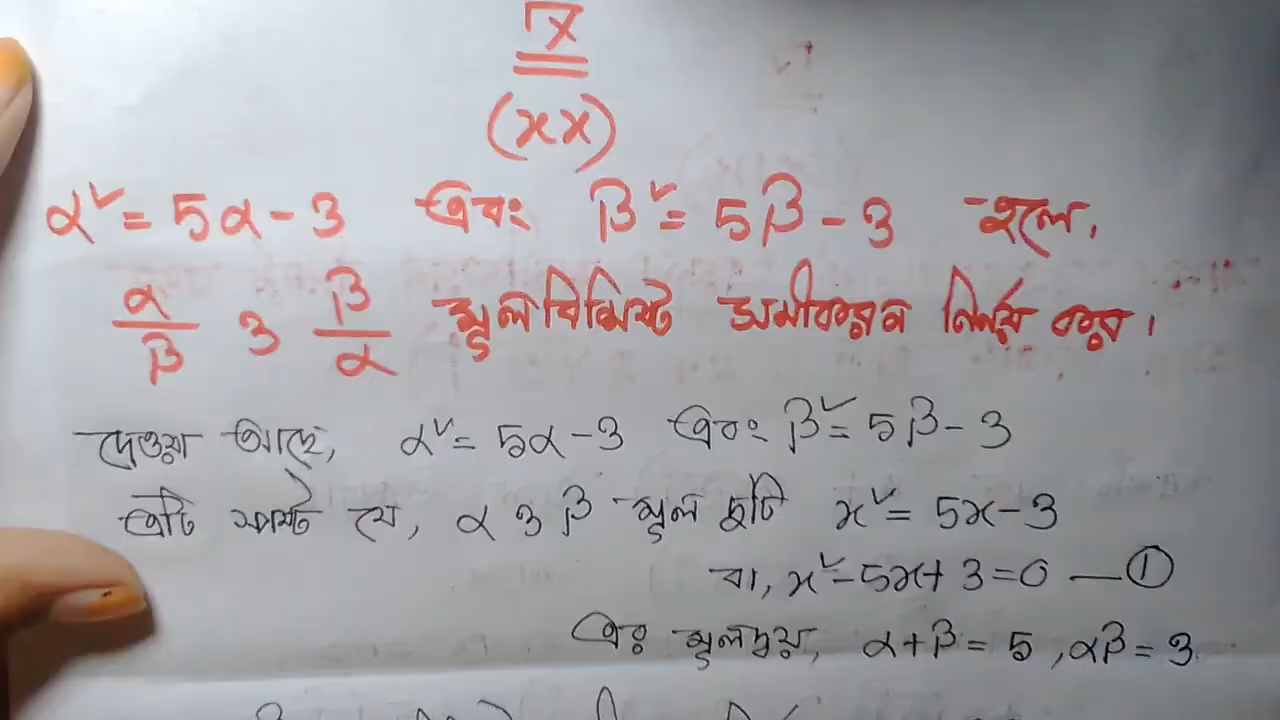 7
(xx)
α² = 5α - 3 এবং β² = 5β - 3 হলে,
α/β ও β/α মূলবিশিষ্ট সমীকরন নির্ণয় কর।
দেওয়া আছে, α² = 5α - 3 এবং β² = 5β - 3
এটি স্পষ্ট যে, α ও β মূল দুটি x² = 5x - 3
বা, x² - 5x + 3 = 0 — ①
এর মূলদ্বয়, α + β = 5, αβ = 3